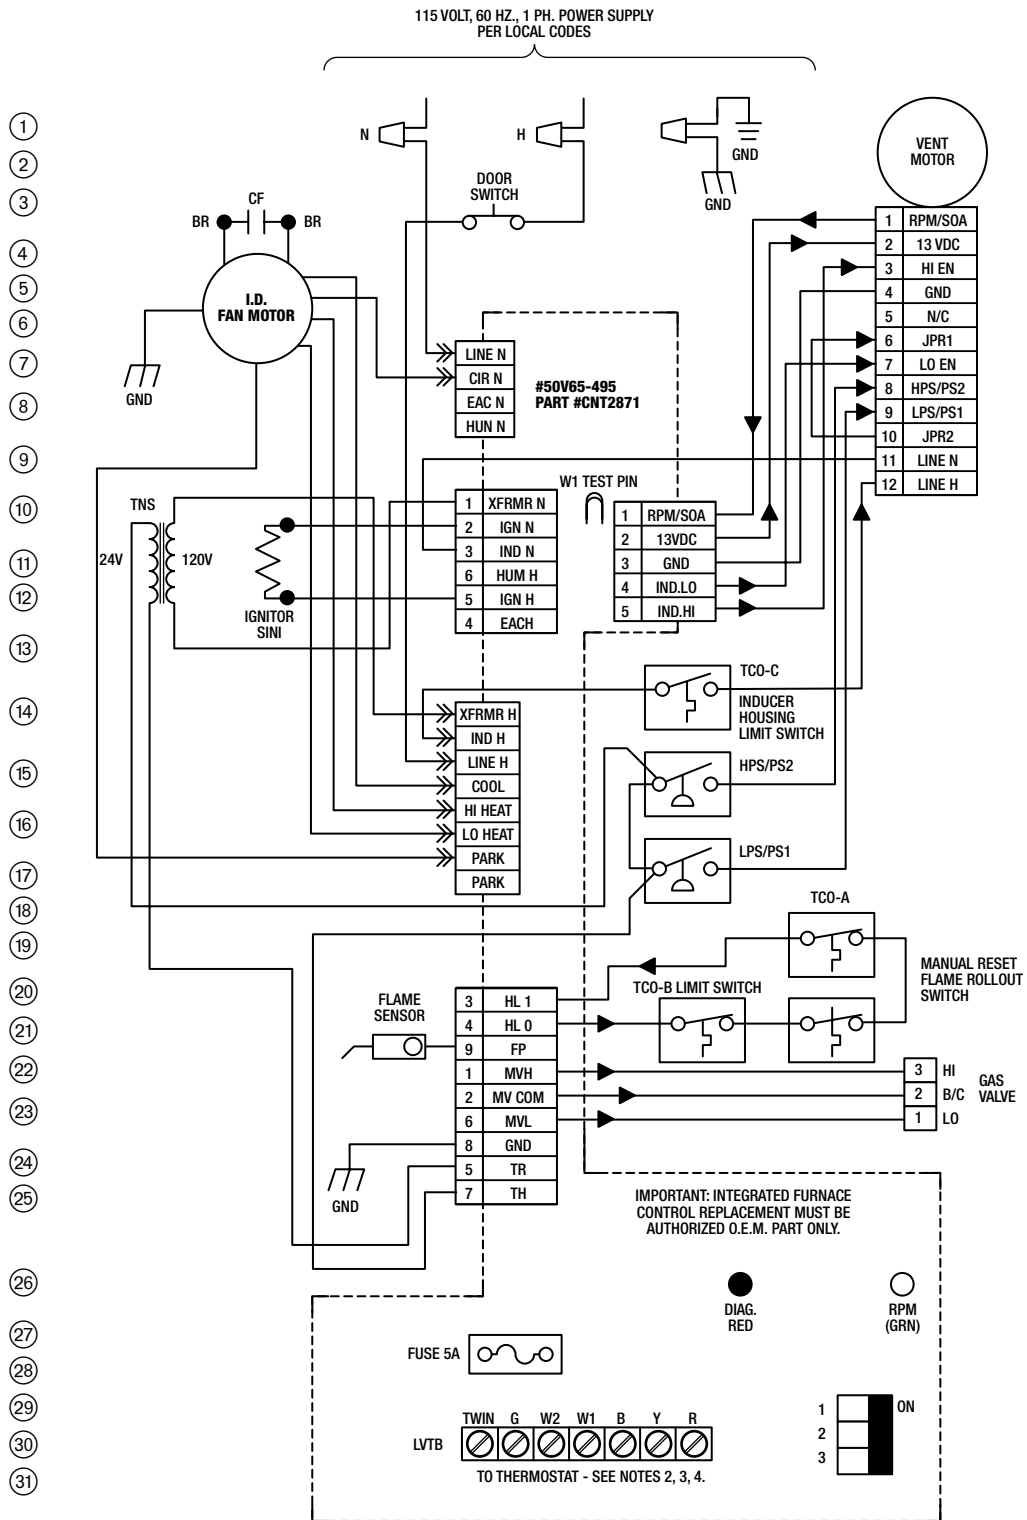 115 VOLT, 60 HZ., 1 PH. POWER SUPPLY
PER LOCAL CODES
1
2
3
4
5
6
7
8
9
10
11
12
13
14
15
16
17
18
19
20
21
22
23
24
25
26
27
28
29
30
31
N
H
GND
GND
DOOR
SWITCH
VENT
MOTOR
1 RPM/SOA
2 13 VDC
3 HI EN
4 GND
5 N/C
6 JPR1
7 LO EN
8 HPS/PS2
9 LPS/PS1
10 JPR2
11 LINE N
12 LINE H
CF
BR
BR
I.D.
FAN MOTOR
GND
LINE N
CIR N
EAC N
HUN N
#50V65-495
PART #CNT2871
W1 TEST PIN
TNS
24V
120V
IGNITOR
SINI
1 XFRMR N
2 IGN N
3 IND N
6 HUM H
5 IGN H
4 EACH
1 RPM/SOA
2 13VDC
3 GND
4 IND.LO
5 IND.HI
TCO-C
INDUCER
HOUSING
LIMIT SWITCH
XFRMR H
IND H
LINE H
COOL
HI HEAT
LO HEAT
PARK
PARK
HPS/PS2
LPS/PS1
TCO-A
MANUAL RESET
FLAME ROLLOUT
SWITCH
TCO-B LIMIT SWITCH
FLAME
SENSOR
3 HL 1
4 HL 0
9 FP
1 MVH
2 MV COM
6 MVL
8 GND
5 TR
7 TH
GND
3 HI
2 B/C
1 LO
GAS
VALVE
IMPORTANT: INTEGRATED FURNACE
CONTROL REPLACEMENT MUST BE
AUTHORIZED O.E.M. PART ONLY.
DIAG.
RED
RPM
(GRN)
FUSE 5A
TWIN G W2 W1 B Y R
LVTB
TO THERMOSTAT - SEE NOTES 2, 3, 4.
1
2
3
ON